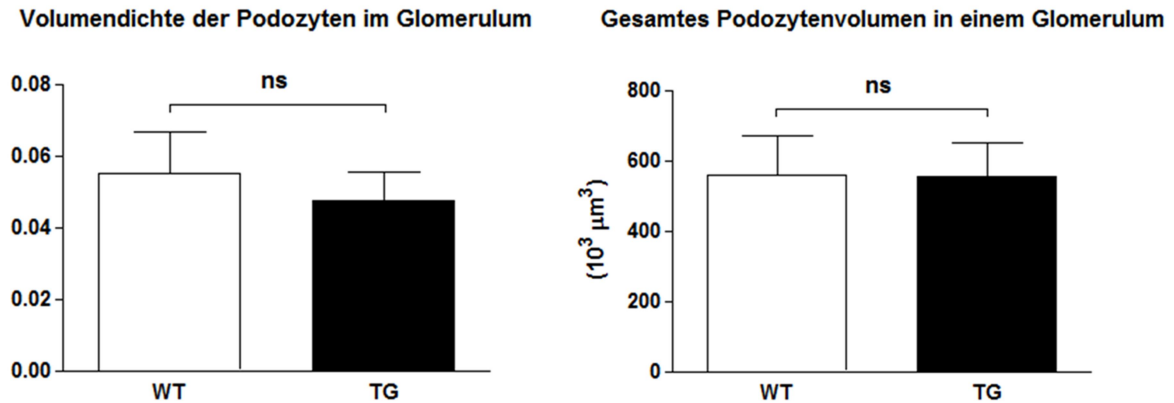 Volumendichte der Podozyten im Glomerulum
0.08
0.06
0.04
0.02
0.00
ns
WT
TG
Gesamtes Podozytenvolumen in einem Glomerulum
(10³ µm³)
800
600
400
200
0
ns
WT
TG